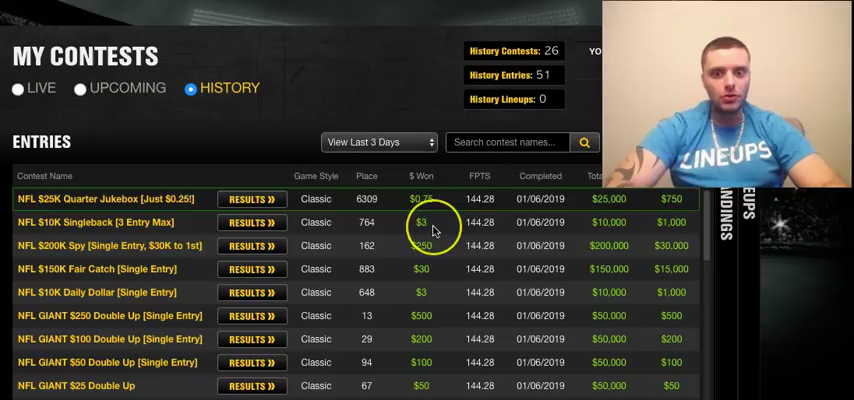 MY CONTESTS
LIVE UPCOMING HISTORY
History Contests: 26
YO
History Entries: 51
History Lineups: 0
ENTRIES
View Last 3 Days
Search contest names...
Contest Name Game Style Place $ Won FPTS Completed
NFL $25K Quarter Jukebox [Just $0.25!] RESULTS Classic 6309 $0.75 144.28 01/06/2019 $25,000 $750
NFL $10K Singleback [3 Entry Max] RESULTS Classic 764 $3 144.28 01/06/2019 $10,000 $1,000
NFL $200K Spy [Single Entry, $30K to 1st] RESULTS Classic 162 $250 144.28 01/06/2019 $200,000 $30,000
NFL $150K Fair Catch [Single Entry] RESULTS Classic 883 $30 144.28 01/06/2019 $150,000 $15,000
NFL $10K Daily Dollar [Single Entry] RESULTS Classic 648 $3 144.28 01/06/2019 $10,000 $1,000
NFL GIANT $250 Double Up [Single Entry] RESULTS Classic 13 $500 144.28 01/06/2019 $50,000 $500
NFL GIANT $100 Double Up [Single Entry] RESULTS Classic 29 $200 144.28 01/06/2019 $50,000 $200
NFL GIANT $50 Double Up [Single Entry] RESULTS Classic 94 $100 144.28 01/06/2019 $50,000 $100
NFL GIANT $25 Double Up RESULTS Classic 67 $50 144.28 01/06/2019 $50,000 $50
LINEUPS
EUPS
NDINGS